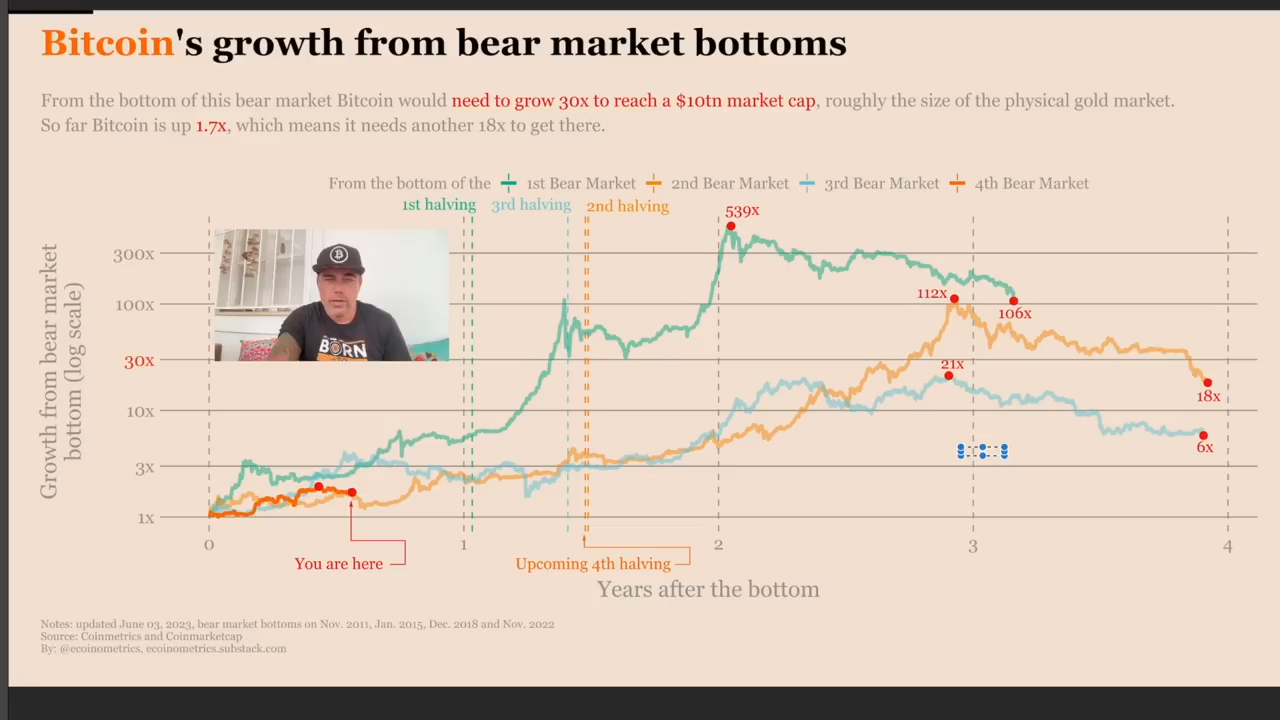 Bitcoin's growth from bear market bottoms
From the bottom of this bear market Bitcoin would need to grow 30x to reach a $10tn market cap, roughly the size of the physical gold market.
So far Bitcoin is up 1.7x, which means it needs another 18x to get there.
From the bottom of the 1st Bear Market 2nd Bear Market 3rd Bear Market 4th Bear Market
1st halving 3rd halving 2nd halving
539x
Growth from bear market
bottom (log scale)
300x
100x
30x
10x
3x
1x
BORN
112x
106x
21x
18x
6x
0 1 2 3 4
You are here
Upcoming 4th halving
Years after the bottom
Notes: updated June 03, 2023, bear market bottoms on Nov. 2011, Jan. 2015, Dec. 2018 and Nov. 2022
Source: Coinmetrics and Coinmarketcap
By: @ecoinometrics, ecoinometrics.substack.com